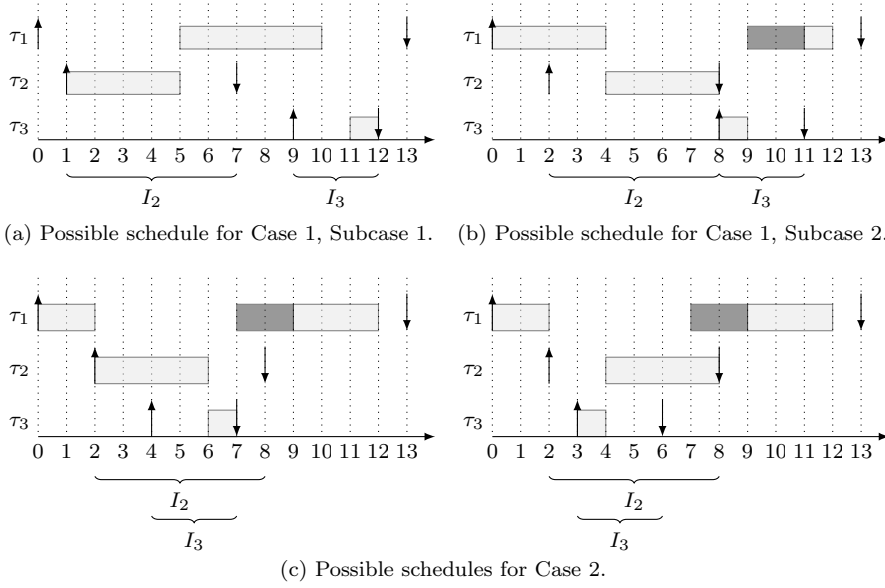 τ1 τ1
τ2 τ2
τ3 τ3
0 1 2 3 4 5 6 7 8 9 10 11 12 13 0 1 2 3 4 5 6 7 8 9 10 11 12 13
I2 I3 I2 I3
(a) Possible schedule for Case 1, Subcase 1. (b) Possible schedule for Case 1, Subcase 2.
τ1 τ1
τ2 τ2
τ3 τ3
0 1 2 3 4 5 6 7 8 9 10 11 12 13 0 1 2 3 4 5 6 7 8 9 10 11 12 13
I2 I2
I3 I3
(c) Possible schedules for Case 2.